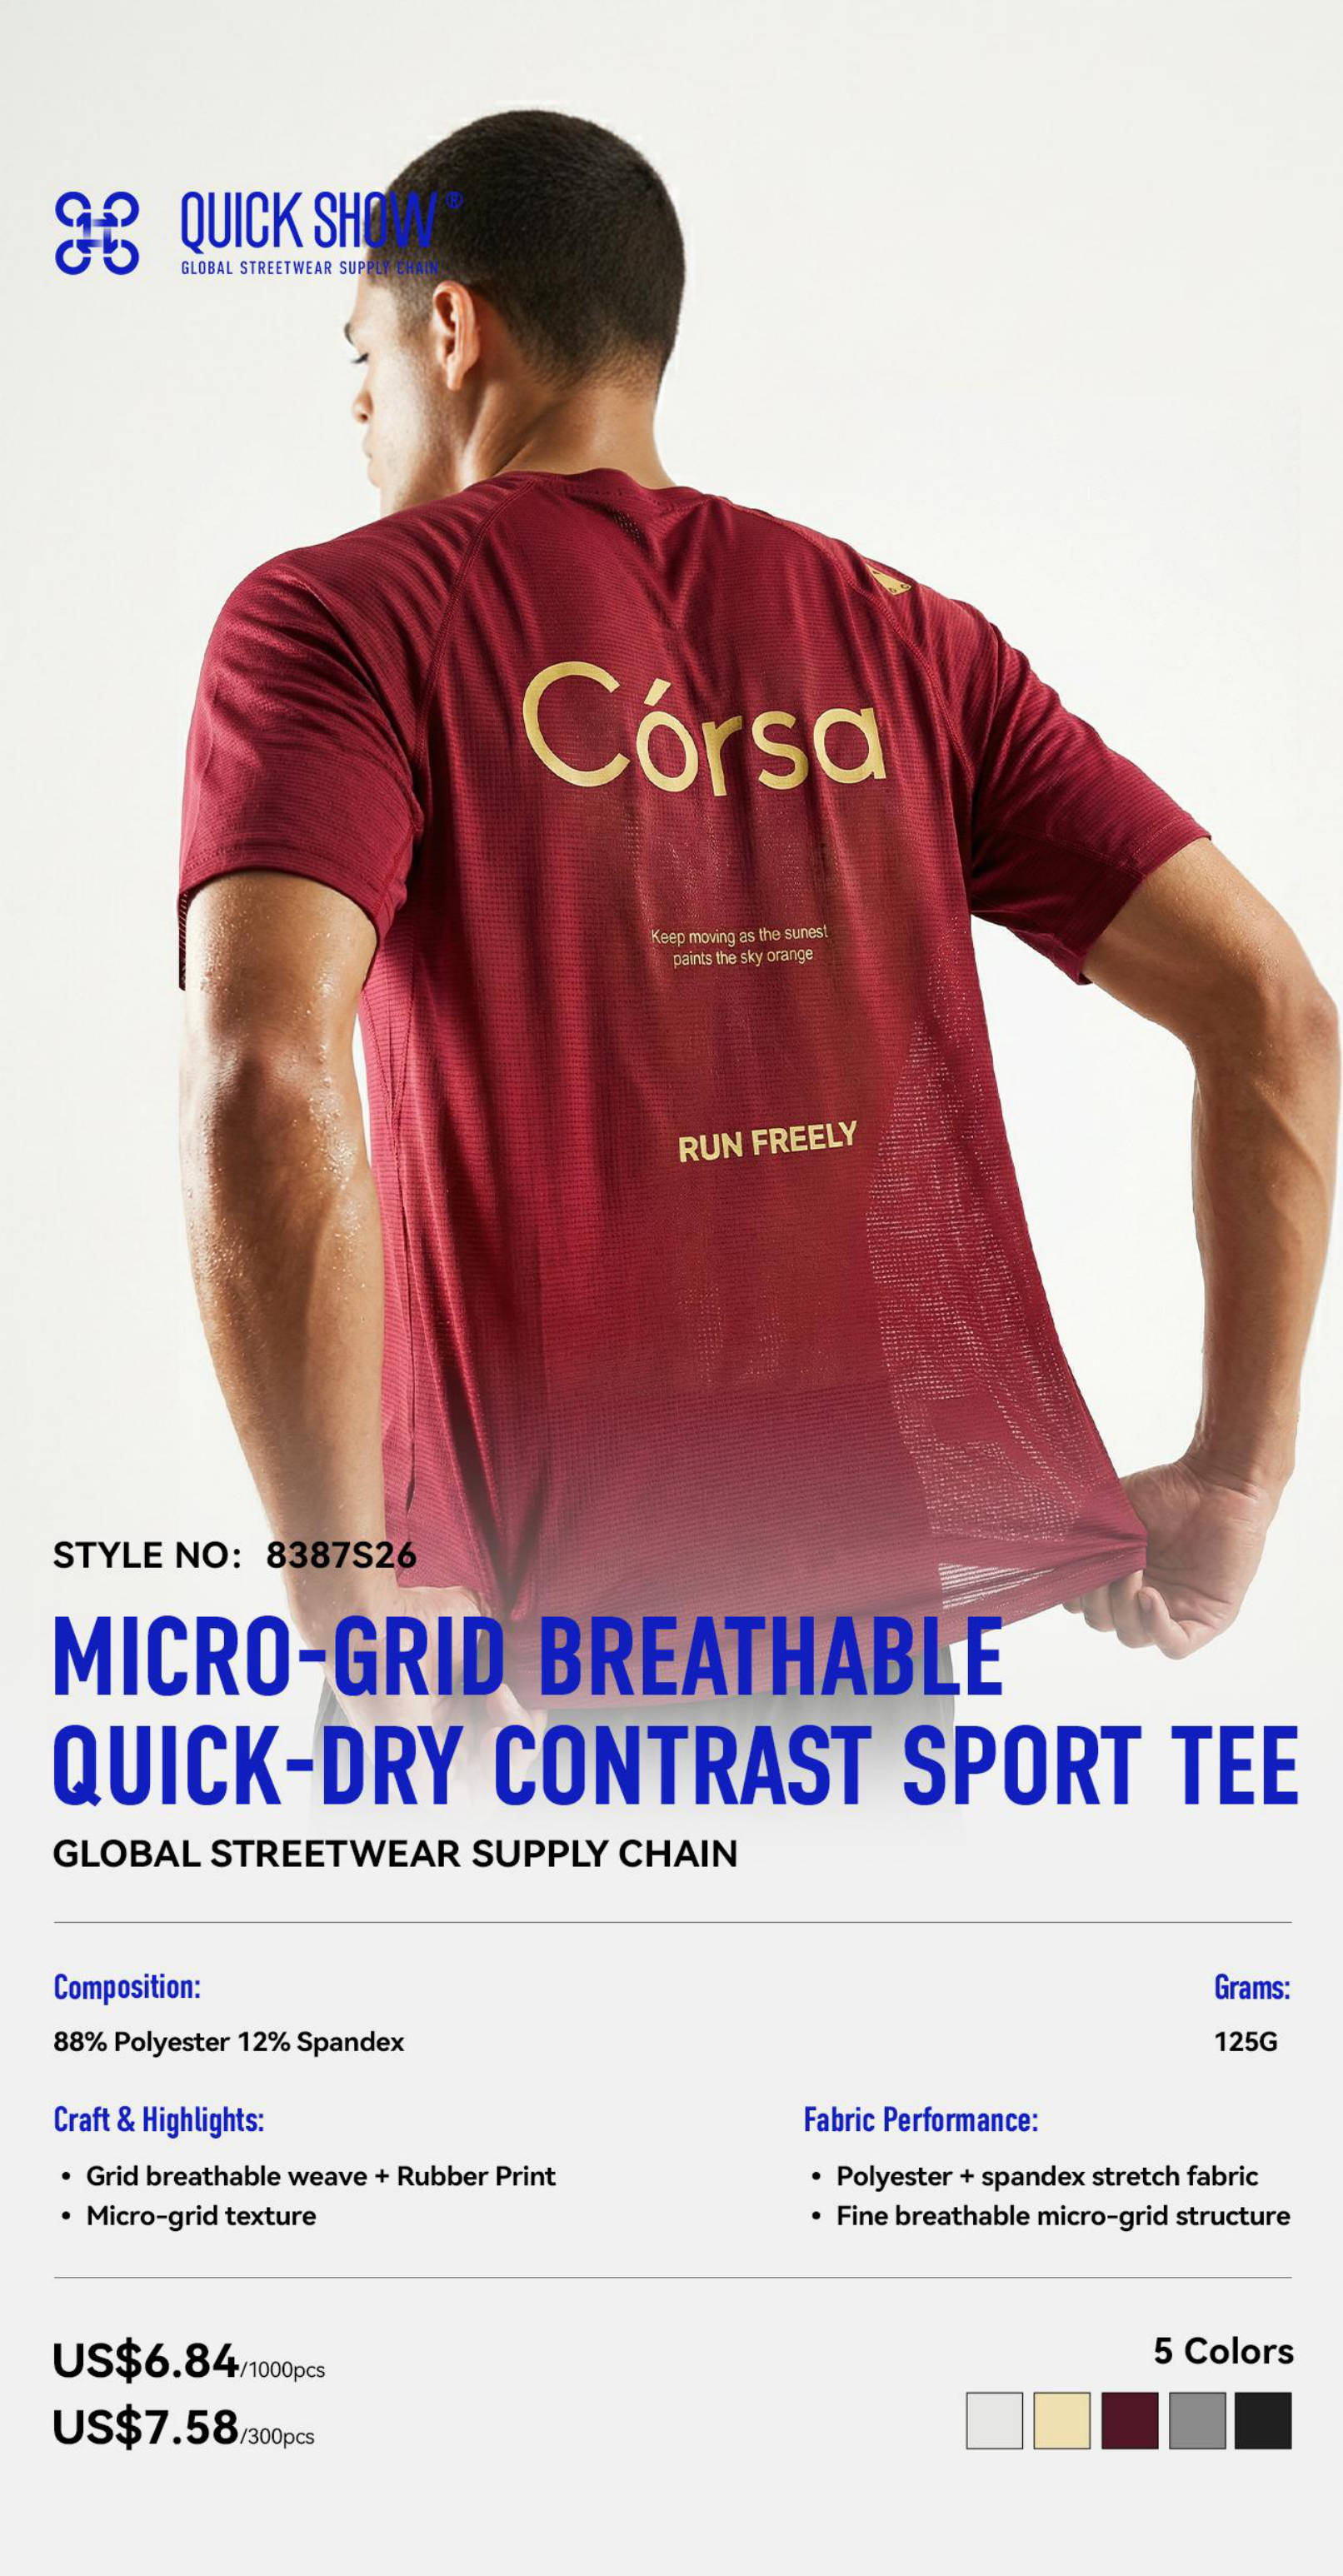 QUICK SHOW®
GLOBAL STREETWEAR SUPPLY CHAIN
Córsa
Keep moving as the sunest
paints the sky orange
RUN FREELY
STYLE NO: 8387S26
MICRO-GRID BREATHABLE
QUICK-DRY CONTRAST SPORT TEE
GLOBAL STREETWEAR SUPPLY CHAIN
Composition:
88% Polyester 12% Spandex
Grams:
125G
Craft & Highlights:
• Grid breathable weave + Rubber Print
• Micro-grid texture
Fabric Performance:
• Polyester + spandex stretch fabric
• Fine breathable micro-grid structure
US$6.84/1000pcs
US$7.58/300pcs
5 Colors